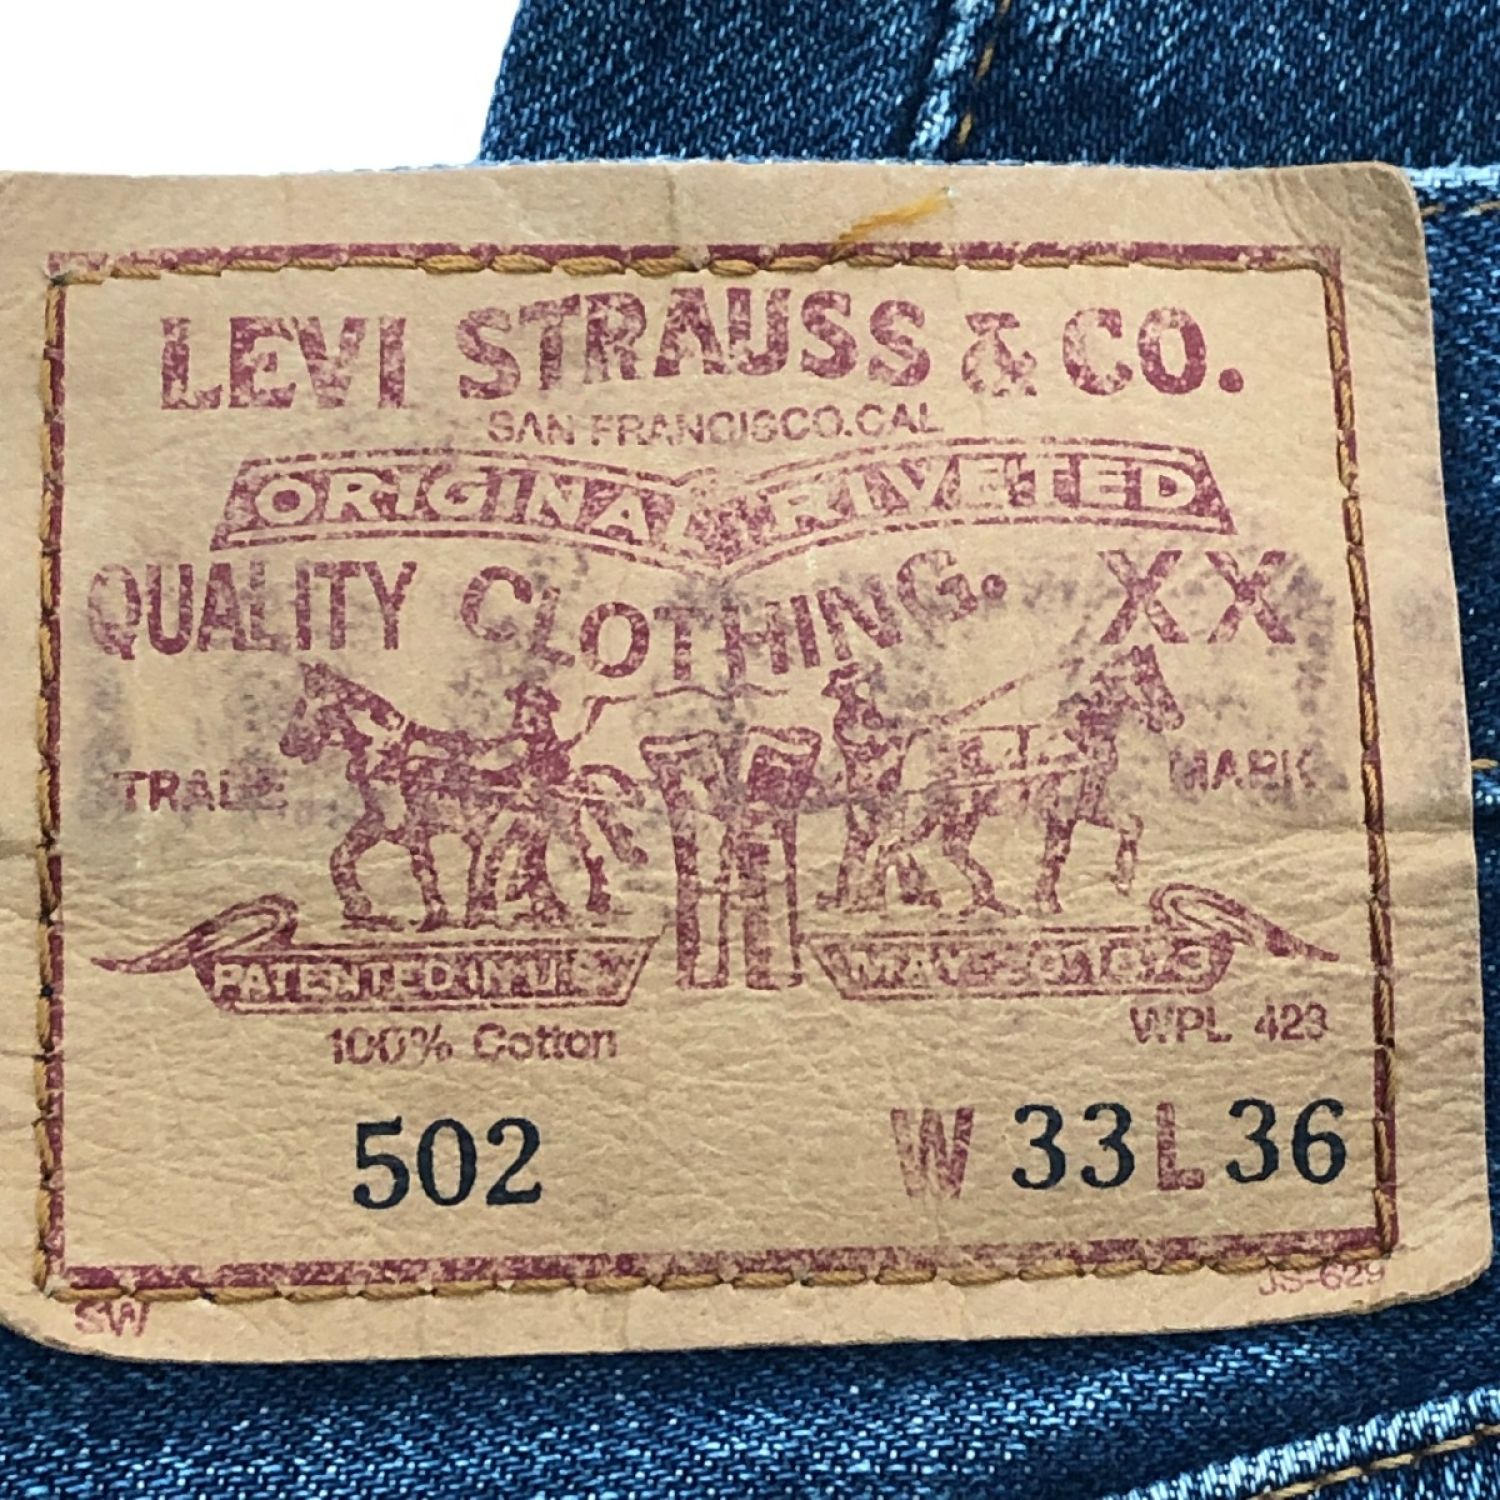 LEVI STRAUSS & CO.
SAN FRANCISCO.CAL
ORIGINAL RIVETED
QUALITY CLOTHING. XX
TRADE MARK
PATENTED IN U.S. MAY 20 1873
100% Cotton WPL 423
502 W 33 L 36
SW JS-629